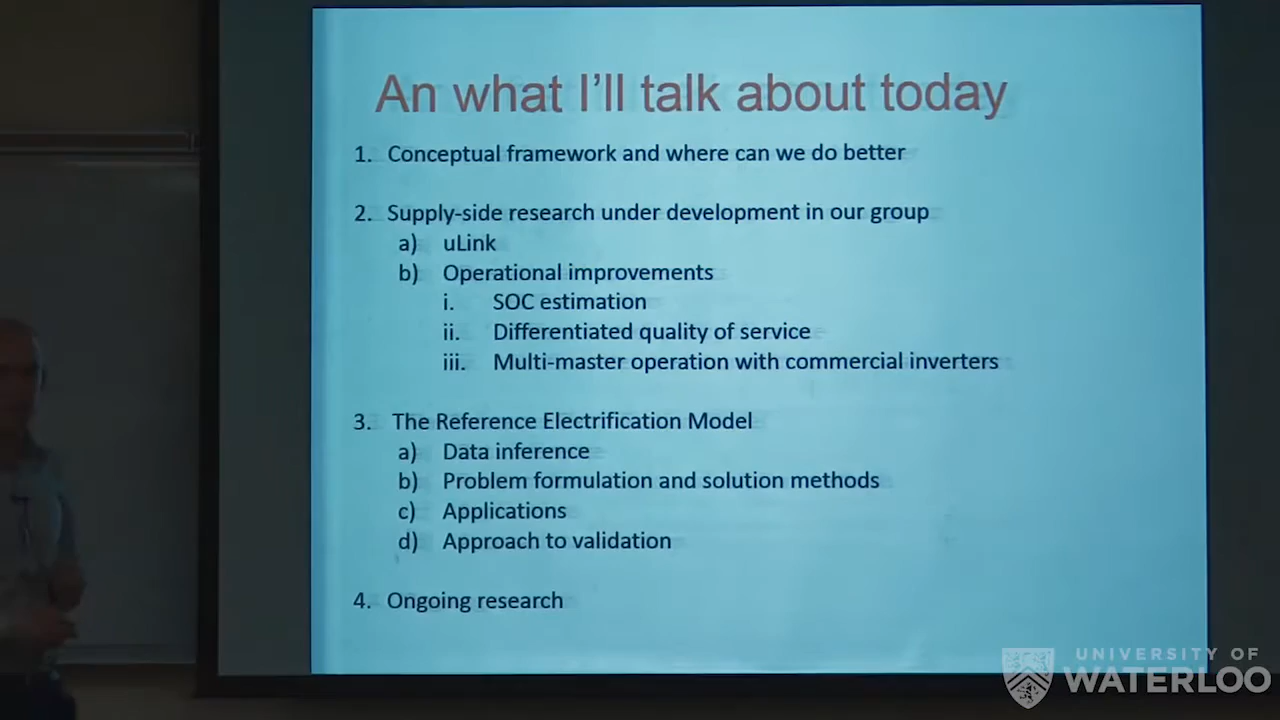 An what I'll talk about today
1. Conceptual framework and where can we do better
2. Supply-side research under development in our group
a) uLink
b) Operational improvements
i. SOC estimation
ii. Differentiated quality of service
iii. Multi-master operation with commercial inverters
3. The Reference Electrification Model
a) Data inference
b) Problem formulation and solution methods
c) Applications
d) Approach to validation
4. Ongoing research
UNIVERSITY OF
WATERLOO